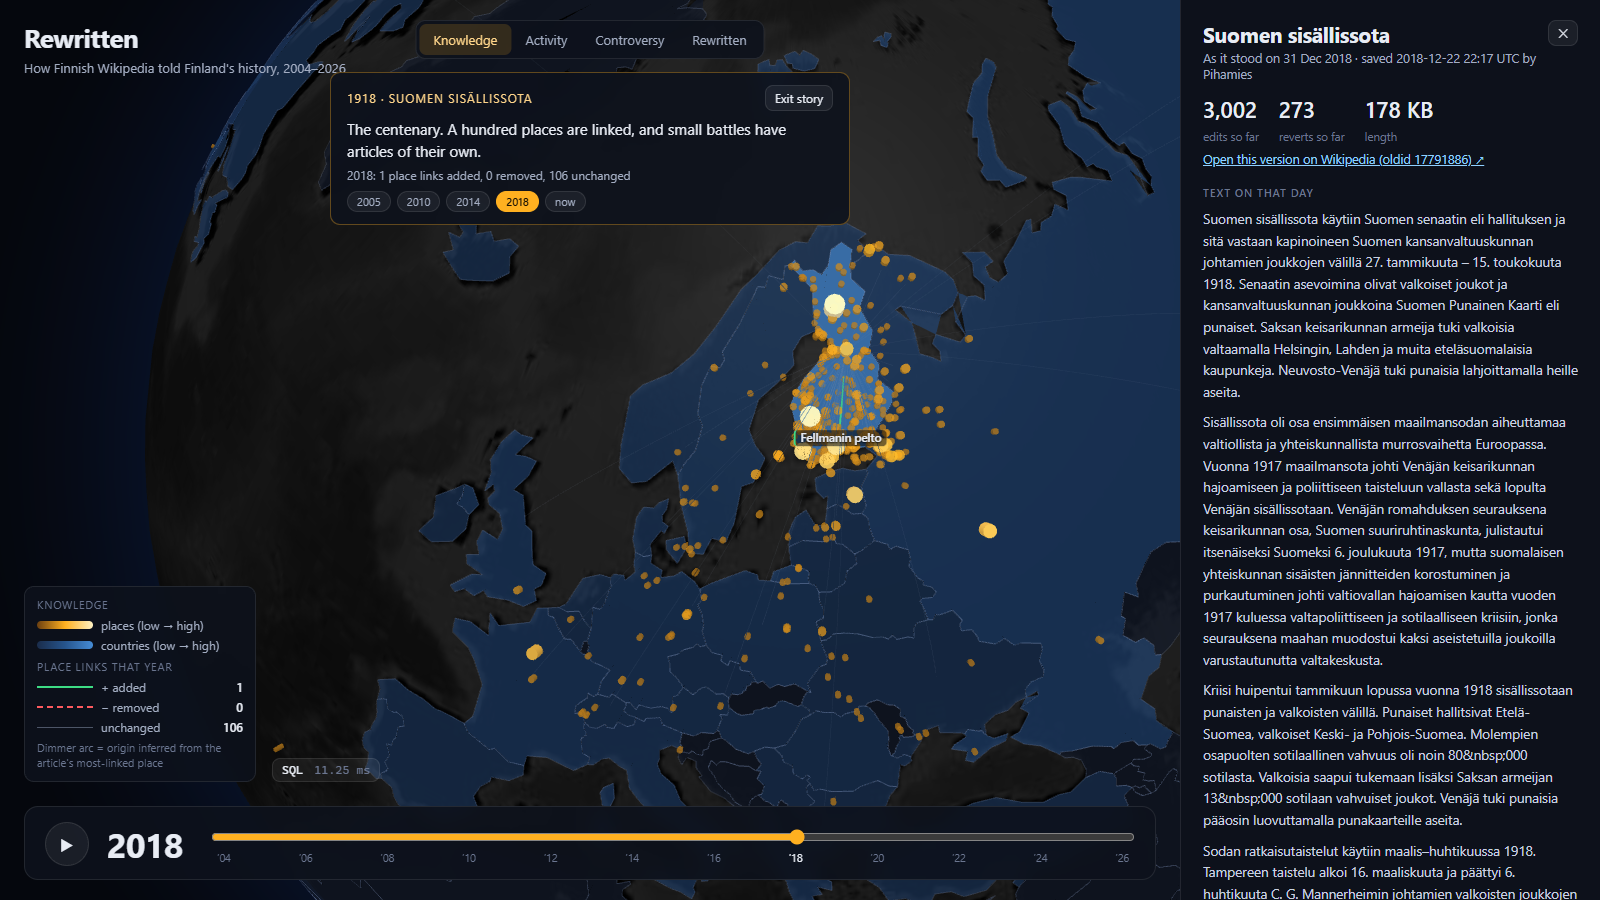 Rewritten
How Finnish Wikipedia told Finland's history, 2004–2026
Knowledge
Activity
Controversy
Rewritten
1918 · SUOMEN SISÄLLISSOTA
Exit story
The centenary. A hundred places are linked, and small battles have
articles of their own.
2018: 1 place links added, 0 removed, 106 unchanged
2005
2010
2014
2018
now
Fellmanin pelto
KNOWLEDGE
places (low → high)
countries (low → high)
PLACE LINKS THAT YEAR
+ added 1
− removed 0
unchanged 106
Dimmer arc = origin inferred from the
article's most-linked place
SQL 11.25 ms
2018
'04
'06
'08
'10
'12
'14
'16
'18
'20
'22
'24
'26
Suomen sisällissota
×
As it stood on 31 Dec 2018 · saved 2018-12-22 22:17 UTC by
Pihamies
3,002
273
178 KB
edits so far
reverts so far
length
Open this version on Wikipedia (oldid 17791886) ↗
TEXT ON THAT DAY
Suomen sisällissota käytiin Suomen senaatin eli hallituksen ja
sitä vastaan kapinoineen Suomen kansanvaltuuskunnan
johtamien joukkojen välillä 27. tammikuuta – 15. toukokuuta
1918. Senaatin asevoimina olivat valkoiset joukot ja
kansanvaltuuskunnan joukkoina Suomen Punainen Kaarti eli
punaiset. Saksan keisarikunnan armeija tuki valkoisia
valtaamalla Helsingin, Lahden ja muita eteläsuomalaisia
kaupunkeja. Neuvosto-Venäjä tuki punaisia lahjoittamalla heille
aseita.
Sisällissota oli osa ensimmäisen maailmansodan aiheuttamaa
valtiollista ja yhteiskunnallista murrosvaihetta Euroopassa.
Vuonna 1917 maailmansota johti Venäjän keisarikunnan
hajoamiseen ja poliittiseen taisteluun vallasta sekä lopulta
Venäjän sisällissotaan. Venäjän romahduksen seurauksena
keisarikunnan osa, Suomen suuriruhtinaskunta, julistautui
itsenäiseksi Suomeksi 6. joulukuuta 1917, mutta suomalaisen
yhteiskunnan sisäisten jännitteiden korostuminen ja
purkautuminen johti valtiovallan hajoamisen kautta vuoden
1917 kuluessa valtapoliittiseen ja sotilaalliseen kriisiin, jonka
seurauksena maahan muodostui kaksi aseistetuilla joukoilla
varustautunutta valtakeskusta.
Kriisi huipentui tammikuun lopussa vuonna 1918 sisällissotaan
punaisten ja valkoisten välillä. Punaiset hallitsivat Etelä-
Suomea, valkoiset Keski- ja Pohjois-Suomea. Molempien
osapuolten sotilaallinen vahvuus oli noin 80&nbsp;000
sotilasta. Valkoisia saapui tukemaan lisäksi Saksan armeijan
13&nbsp;000 sotilaan vahvuiset joukot. Venäjä tuki punaisia
pääosin luovuttamalla punakaarteille aseita.
Sodan ratkaisutaistelut käytiin maalis–huhtikuussa 1918.
Tampereen taistelu alkoi 16. maaliskuuta ja päättyi 6.
huhtikuuta C. G. Mannerheimin johtamien valkoisten joukkojen